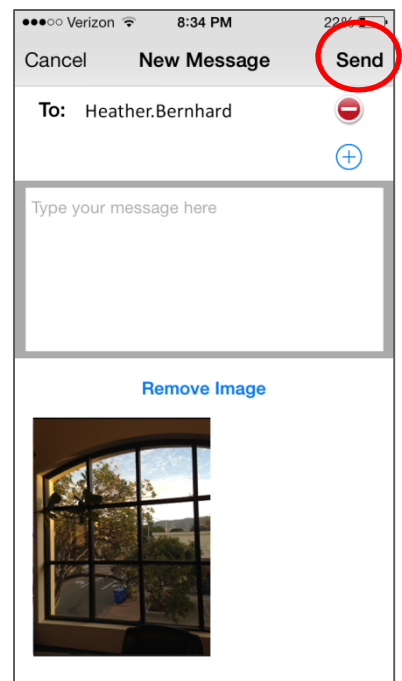 Verizon 8:34 PM 22%
Cancel New Message Send
To: Heather.Bernhard
Type your message here
Remove Image